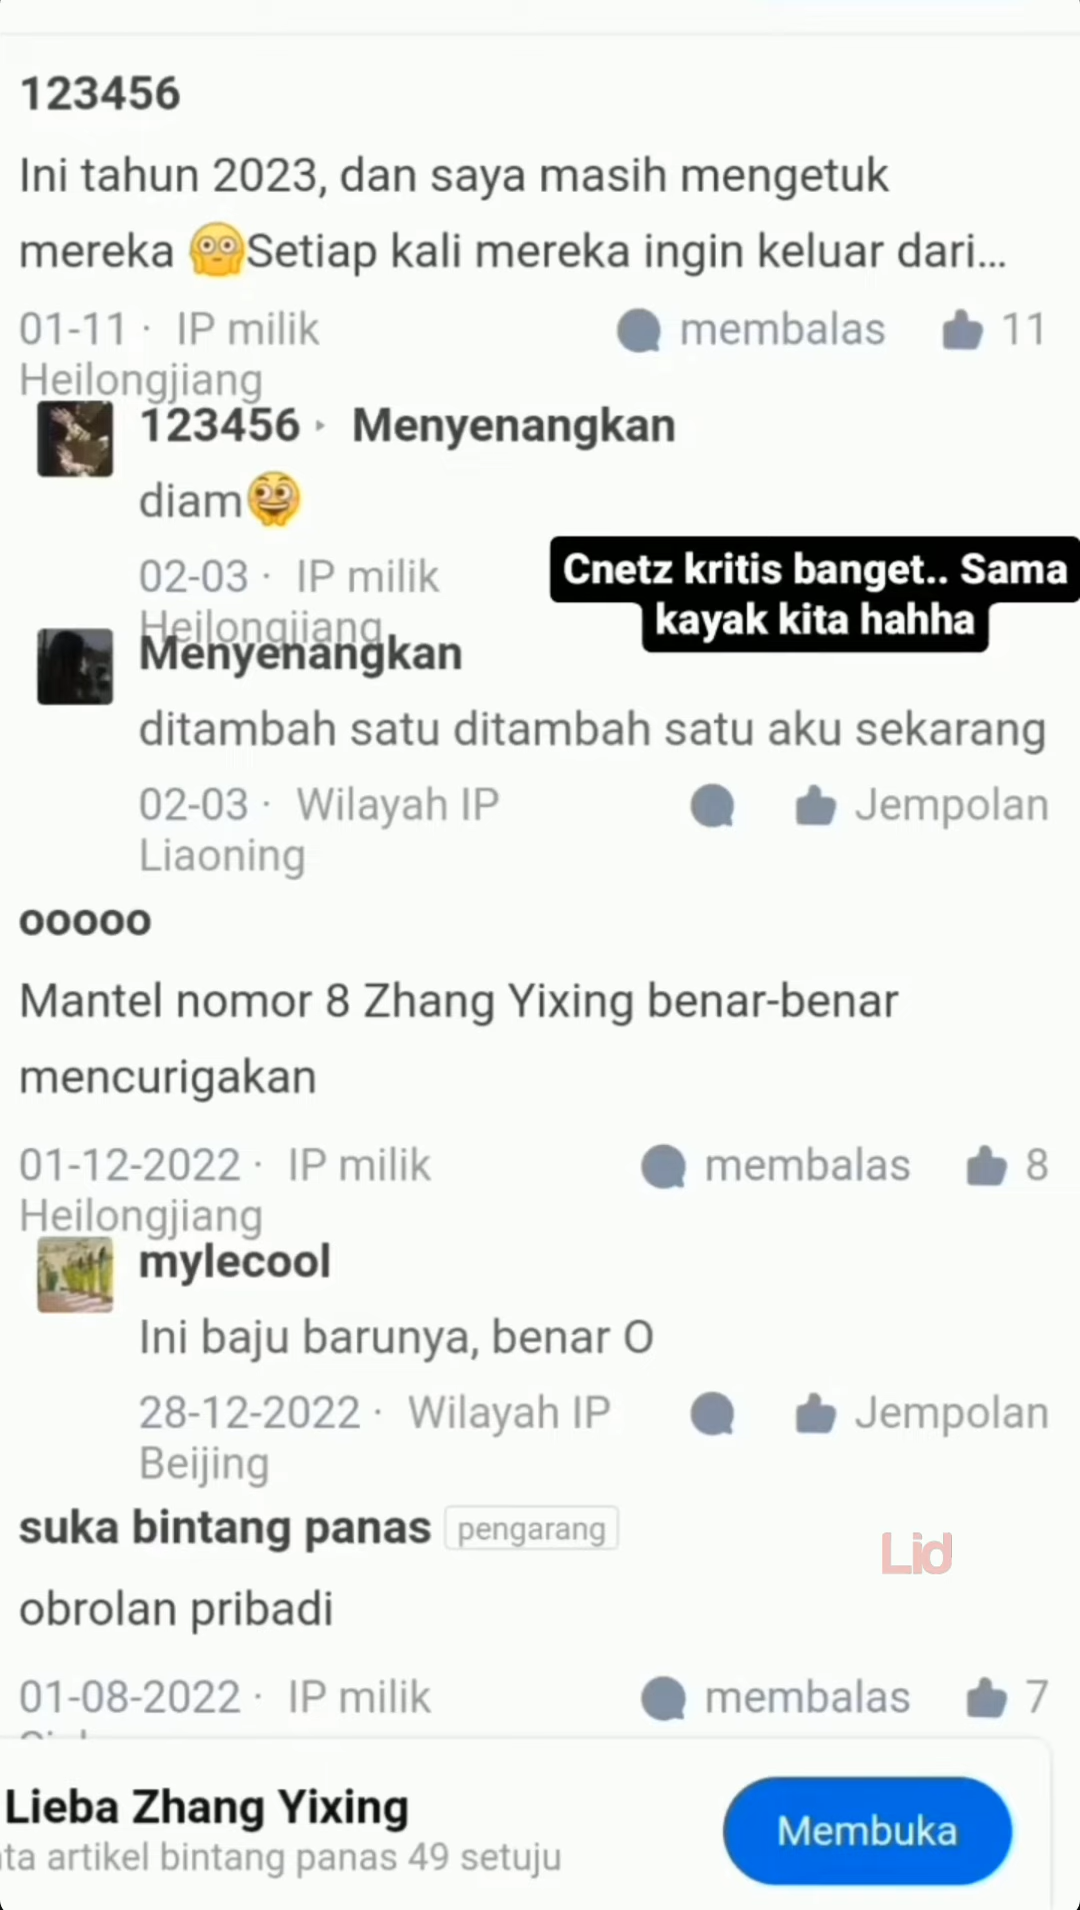 123456
Ini tahun 2023, dan saya masih mengetuk
mereka 🫢Setiap kali mereka ingin keluar dari...
01-11 · IP milik
Heilongjiang
membalas 11
123456 ▸ Menyenangkan
diam
02-03 · IP milik
Heilongjiang
Cnetz kritis banget.. Sama
kayak kita hahha
Menyenangkan
ditambah satu ditambah satu aku sekarang
02-03 · Wilayah IP
Liaoning
Jempolan
ooooo
Mantel nomor 8 Zhang Yixing benar-benar
mencurigakan
01-12-2022 · IP milik
Heilongjiang
membalas 8
mylecool
Ini baju barunya, benar O
28-12-2022 · Wilayah IP
Beijing
Jempolan
suka bintang panas pengarang
Lid
obrolan pribadi
01-08-2022 · IP milik
membalas 7
Lieba Zhang Yixing
ta artikel bintang panas 49 setuju
Membuka